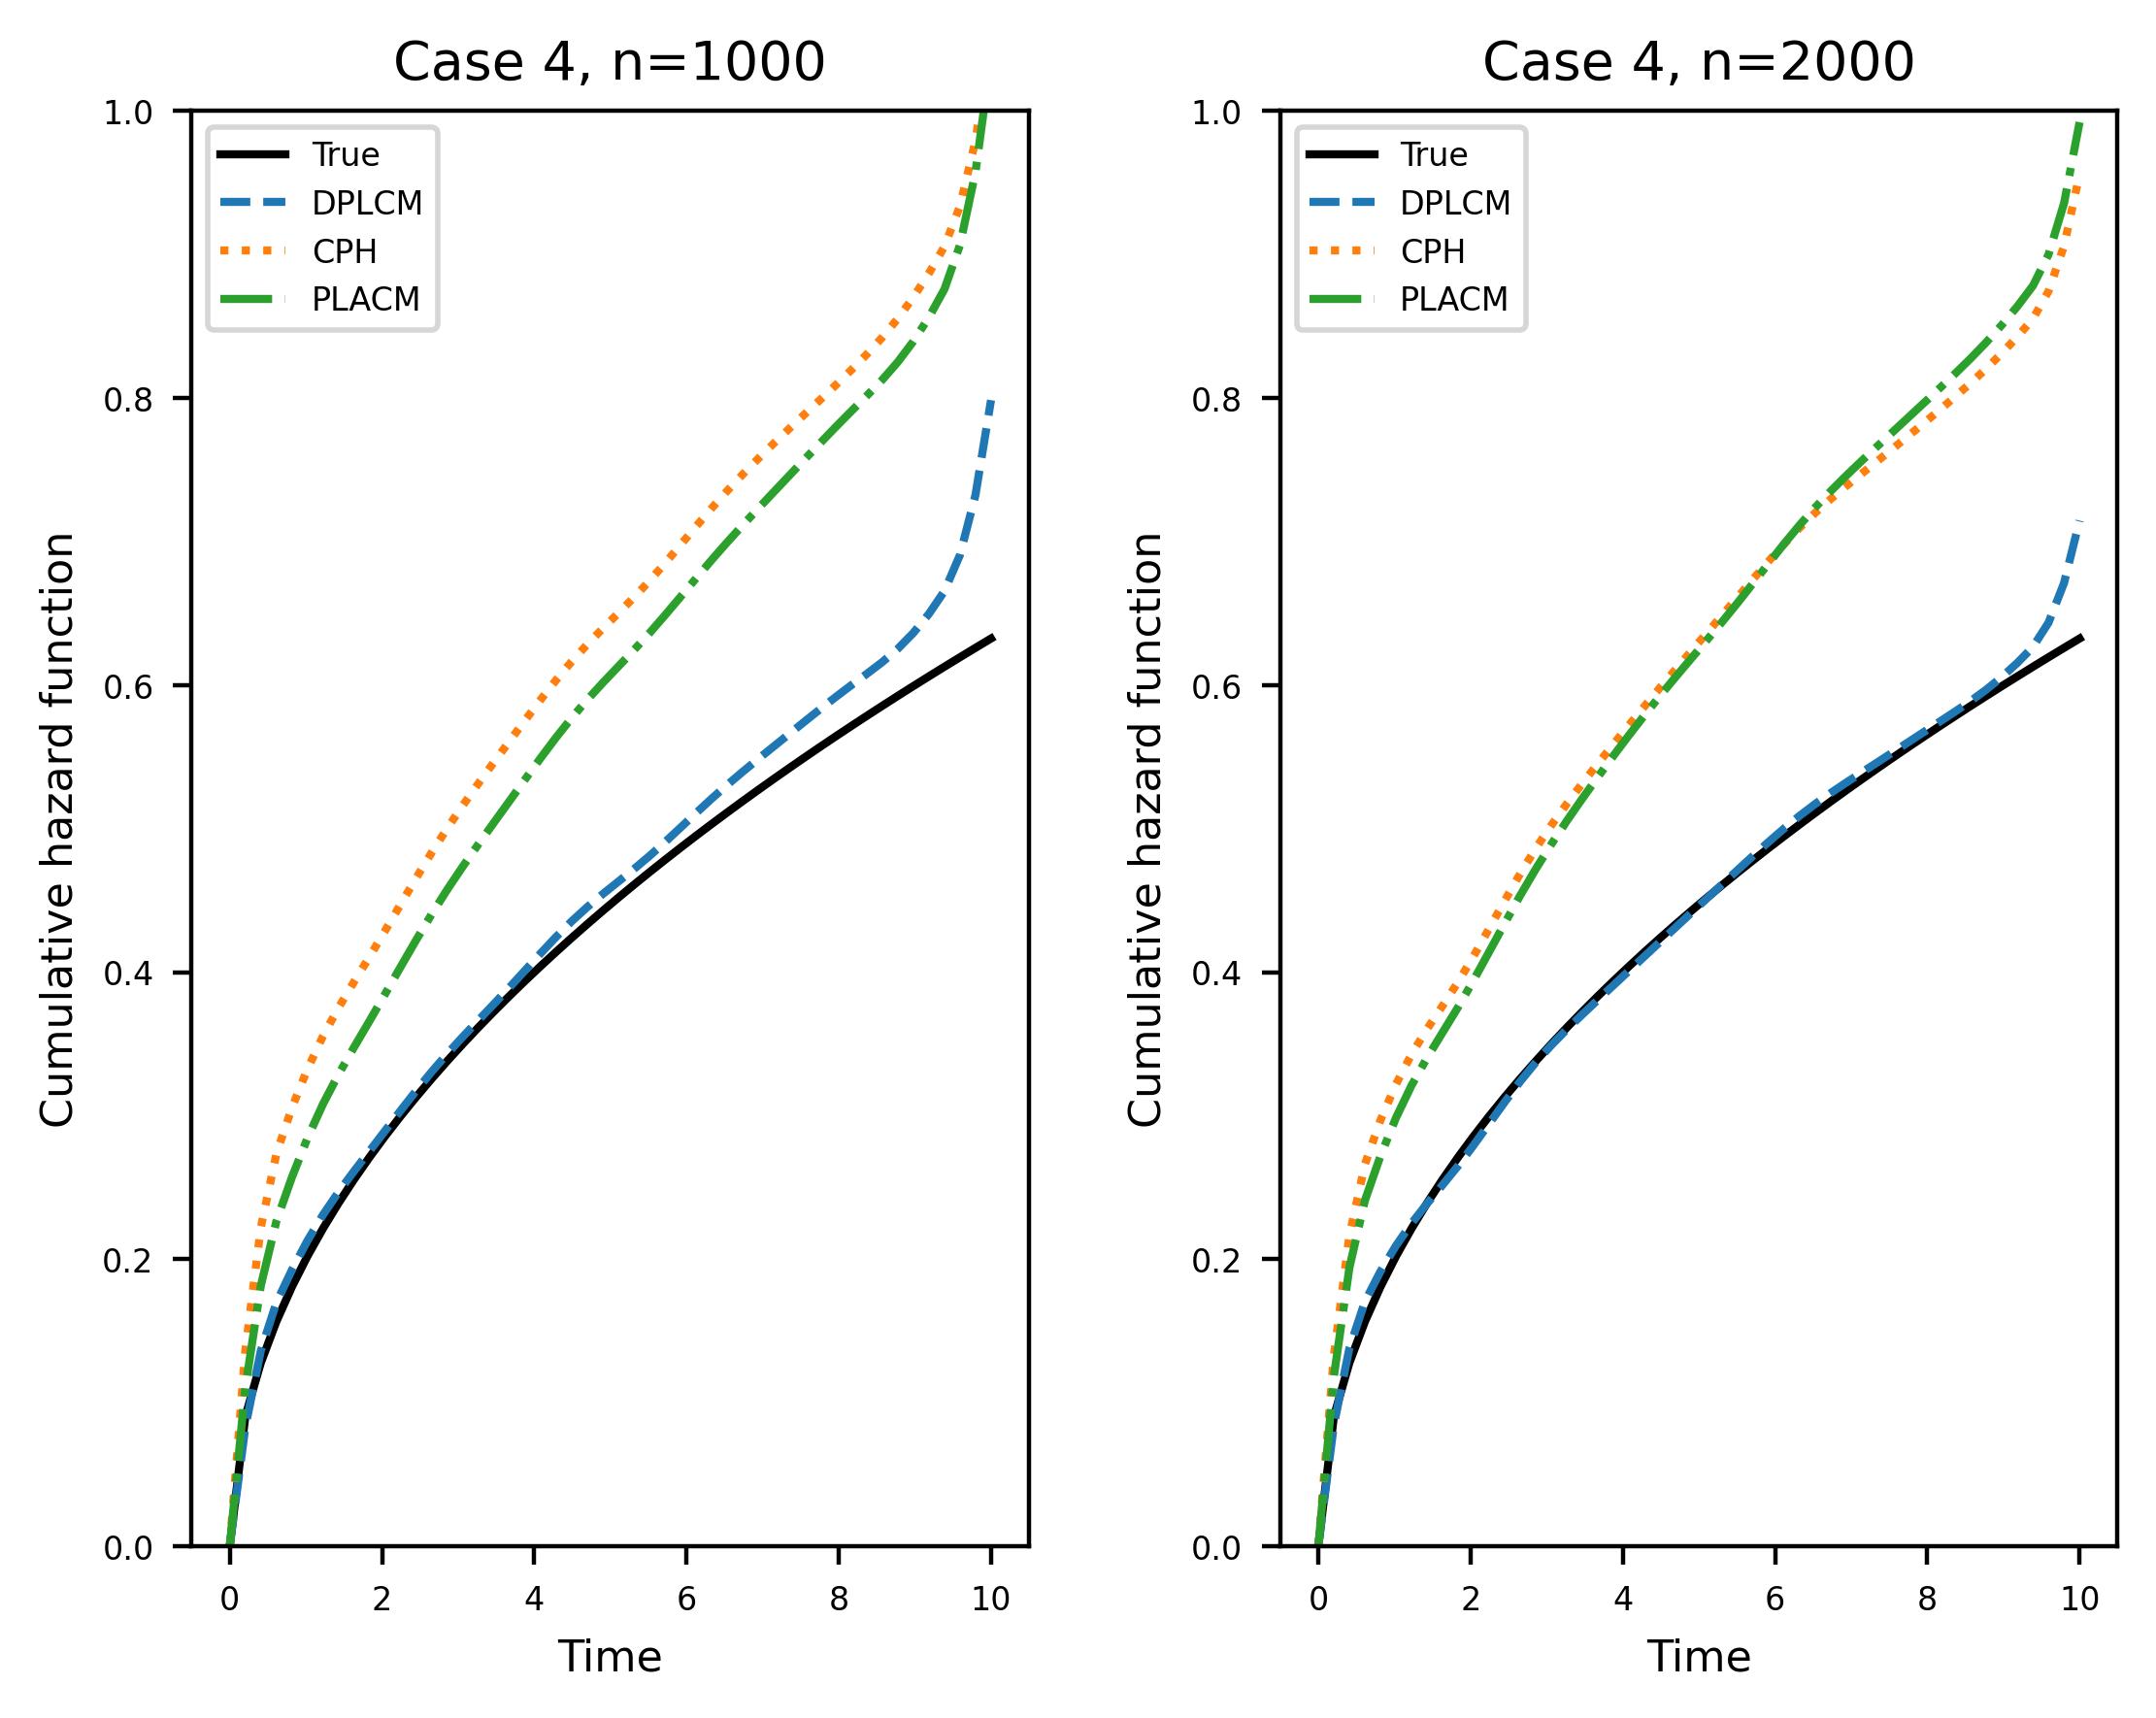 Case 4, n=1000
True
DPLCM
CPH
PLACM
1.0
0.8
0.6
0.4
0.2
0.0
Cumulative hazard function
0 2 4 6 8 10
Time
Case 4, n=2000
True
DPLCM
CPH
PLACM
1.0
0.8
0.6
0.4
0.2
0.0
Cumulative hazard function
0 2 4 6 8 10
Time